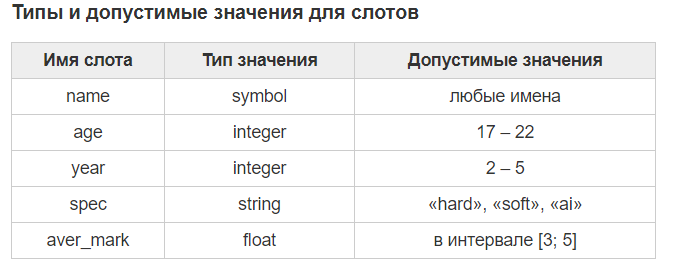 Типы и допустимые значения для слотов
Имя слота Тип значения Допустимые значения
name symbol любые имена
age integer 17 – 22
year integer 2 – 5
spec string «hard», «soft», «ai»
aver_mark float в интервале [3; 5]